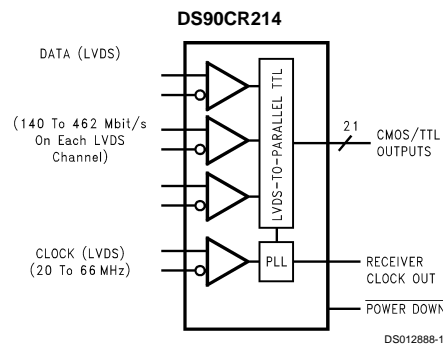 DS90CR214
DATA (LVDS)
(140 To 462 Mbit/s
On Each LVDS
Channel)
LVDS-TO-PARALLEL TTL
21
CMOS/TTL
OUTPUTS
CLOCK (LVDS)
(20 To 66 MHz)
PLL
RECEIVER
CLOCK OUT
POWER DOWN
DS012888-1